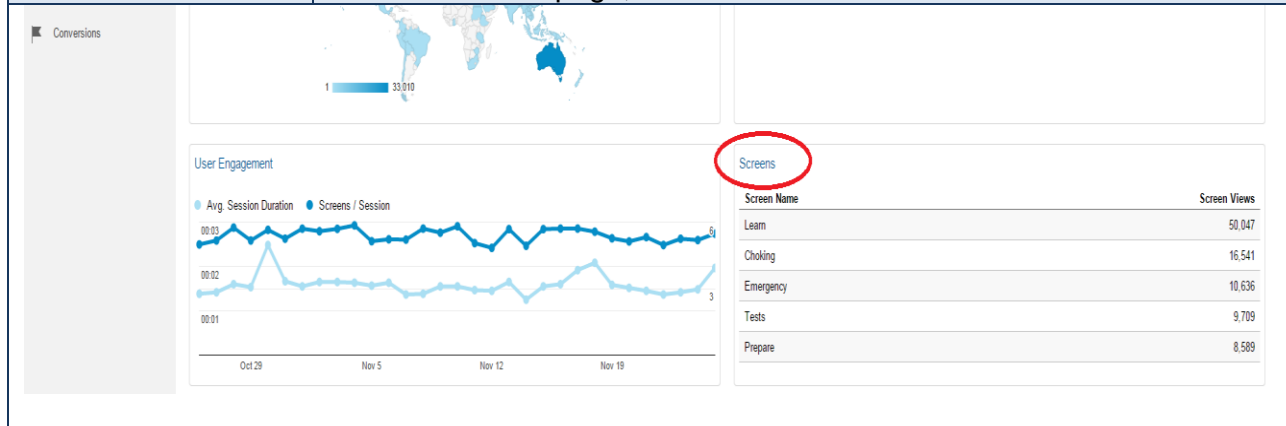 Conversions
1 33,010
User Engagement
Avg. Session Duration Screens / Session
00:03 6
00:02
3
00:01
Oct 29 Nov 5 Nov 12 Nov 19
Screens
Screen Name Screen Views
Learn 50,047
Choking 16,541
Emergency 10,636
Tests 9,709
Prepare 8,589